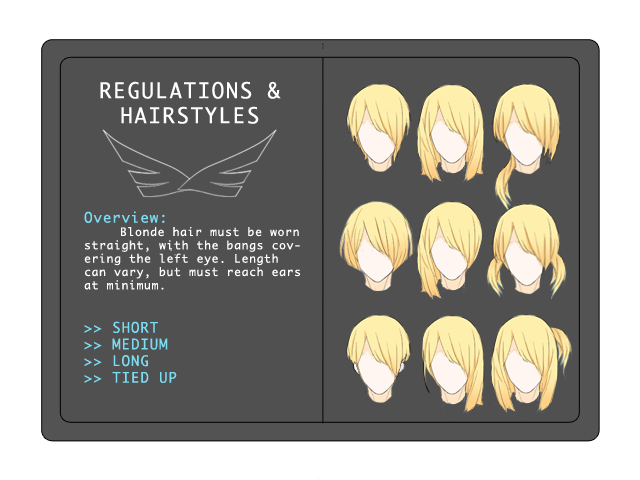 REGULATIONS &
HAIRSTYLES
Overview:
Blonde hair must be worn
straight, with the bangs cov-
ering the left eye. Length
can vary, but must reach ears
at minimum.
>> SHORT
>> MEDIUM
>> LONG
>> TIED UP